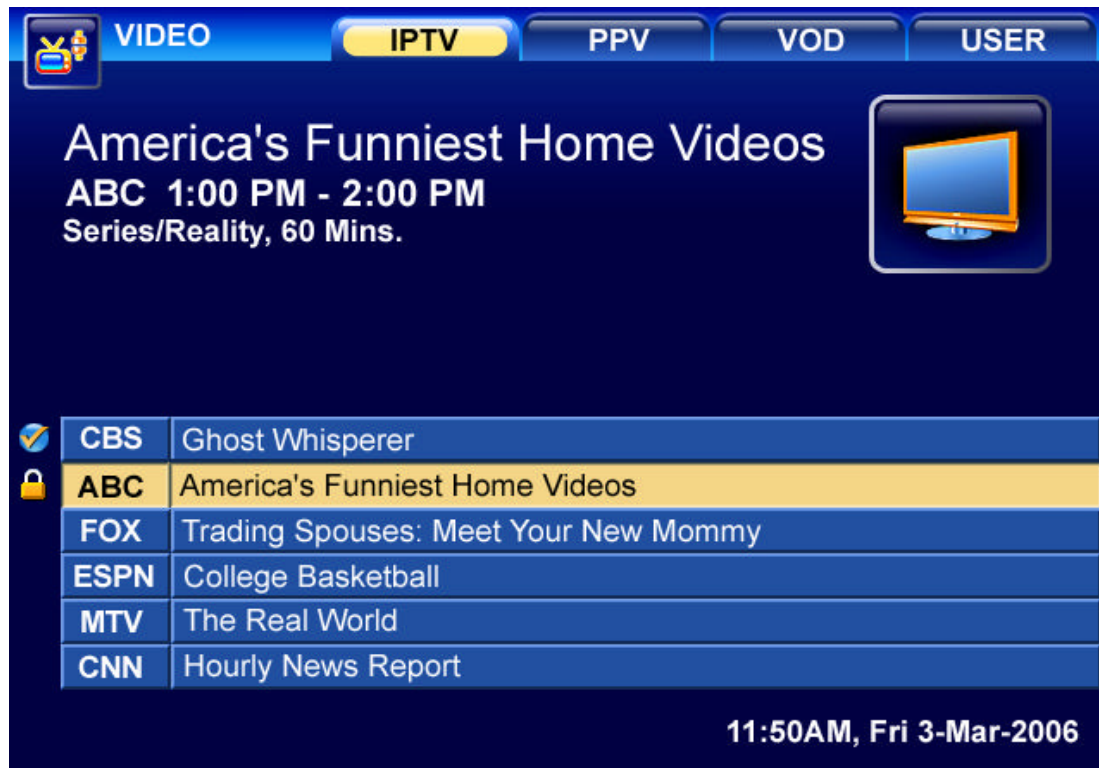 VIDEO IPTV PPV VOD USER
America's Funniest Home Videos
ABC 1:00 PM - 2:00 PM
Series/Reality, 60 Mins.
CBS Ghost Whisperer
ABC America's Funniest Home Videos
FOX Trading Spouses: Meet Your New Mommy
ESPN College Basketball
MTV The Real World
CNN Hourly News Report
11:50AM, Fri 3-Mar-2006